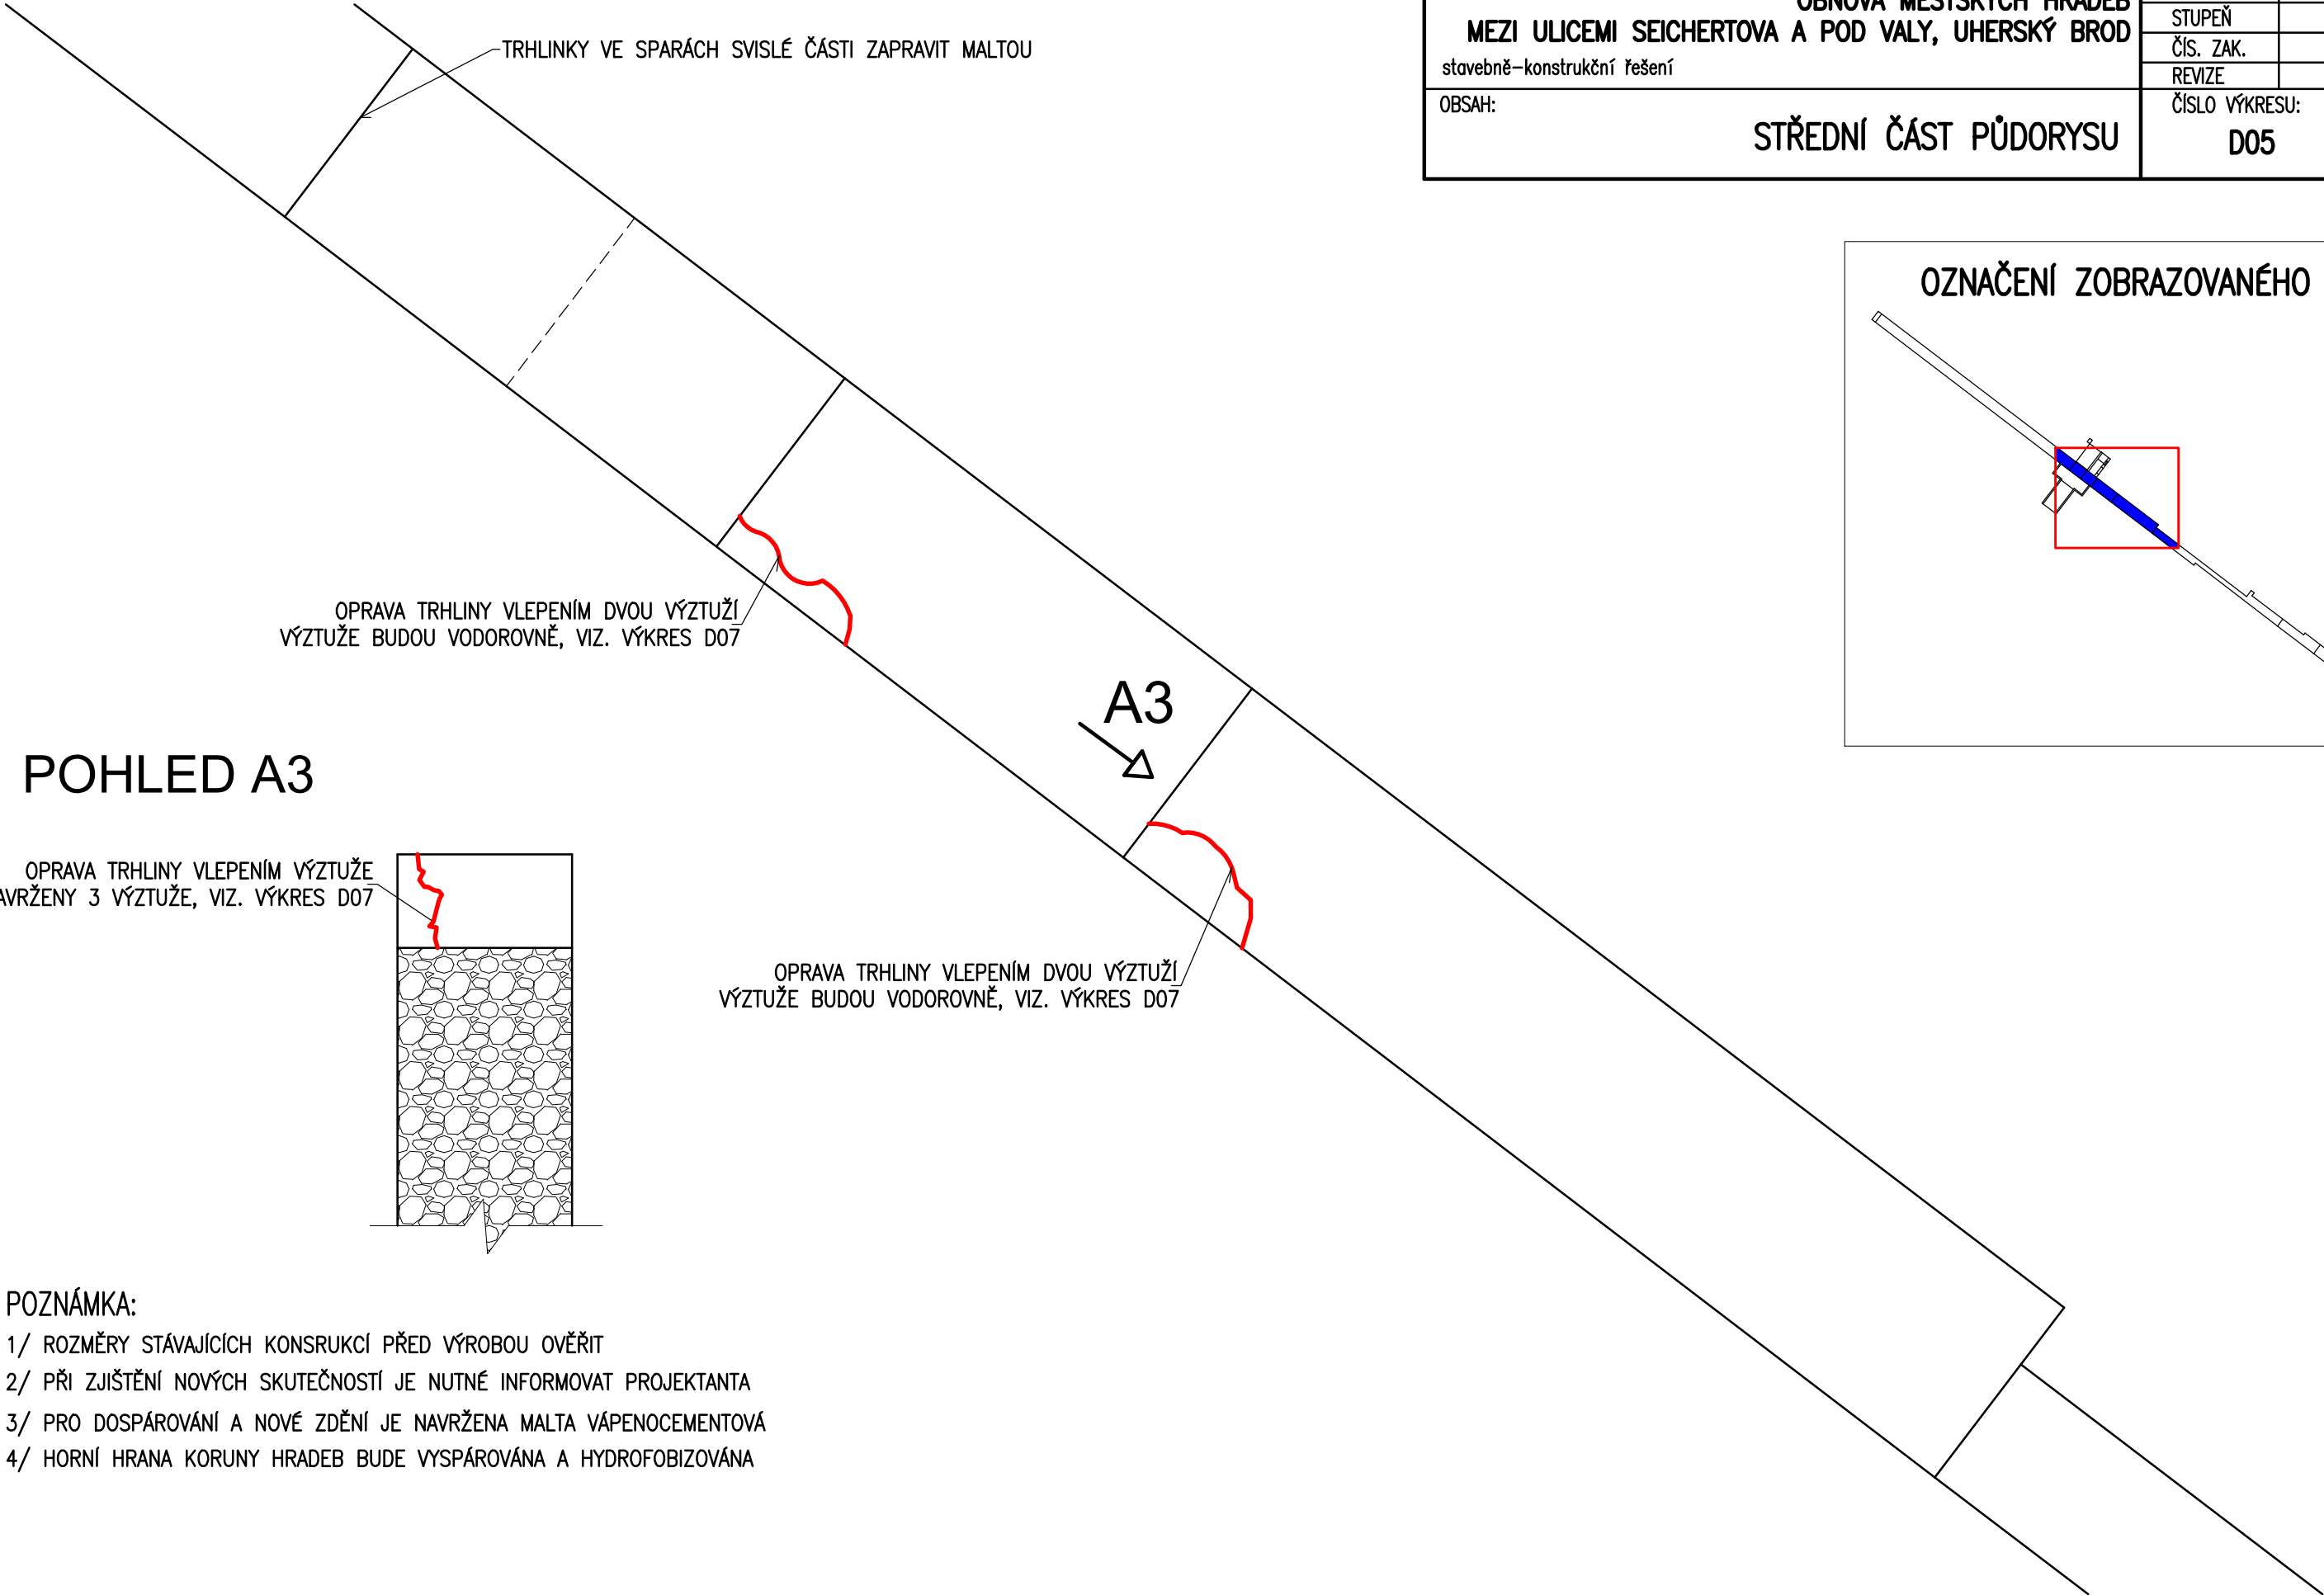 OBNOVA MĚSTSKÝCH HRADEB
MEZI ULICEMI SEICHERTOVA A POD VALY, UHERSKÝ BROD
stavebně-konstrukční řešení
OBSAH:
STŘEDNÍ ČÁST PŮDORYSU
STUPEŇ
ČÍS. ZAK.
REVIZE
ČÍSLO VÝKRESU:
D05
TRHLINKY VE SPARÁCH SVISLÉ ČÁSTI ZAPRAVIT MALTOU
OZNAČENÍ ZOBRAZOVANÉHO
OPRAVA TRHLINY VLEPENÍM DVOU VÝZTUŽÍ
VÝZTUŽE BUDOU VODOROVNĚ, VIZ. VÝKRES D07
A3
POHLED A3
OPRAVA TRHLINY VLEPENÍM VÝZTUŽE
AVRŽENY 3 VÝZTUŽE, VIZ. VÝKRES D07
OPRAVA TRHLINY VLEPENÍM DVOU VÝZTUŽÍ
VÝZTUŽE BUDOU VODOROVNĚ, VIZ. VÝKRES D07
POZNÁMKA:
1/ ROZMĚRY STÁVAJÍCÍCH KONSRUKCÍ PŘED VÝROBOU OVĚŘIT
2/ PŘI ZJIŠTĚNÍ NOVÝCH SKUTEČNOSTÍ JE NUTNÉ INFORMOVAT PROJEKTANTA
3/ PRO DOSPÁROVÁNÍ A NOVÉ ZDĚNÍ JE NAVRŽENA MALTA VÁPENOCEMENTOVÁ
4/ HORNÍ HRANA KORUNY HRADEB BUDE VYSPÁROVÁNA A HYDROFOBIZOVÁNA